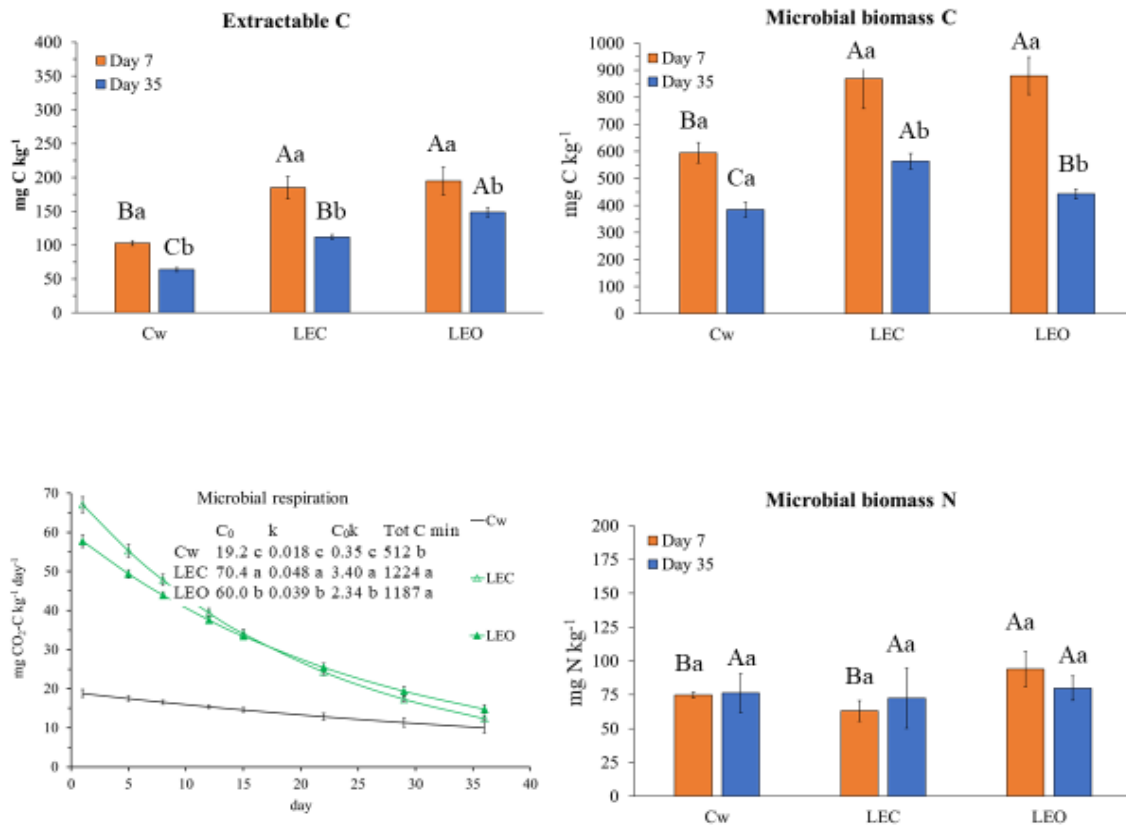 Extractable C
400
350
300
250
200
150
100
50
0
mg C kg-1
Day 7
Day 35
Ba
Cb
Aa
Bb
Aa
Ab
Cw LEC LEO
Microbial biomass C
1000
900
800
700
600
500
400
300
200
100
0
mg C kg-1
Day 7
Day 35
Ba
Ca
Aa
Ab
Aa
Bb
Cw LEC LEO
70
60
50
40
30
20
10
0
mg CO2-C kg-1 day-1
Microbial respiration
C0 k C0k Tot C min
Cw 19.2 c 0.018 c 0.35 c 512 b
LEC 70.4 a 0.048 a 3.40 a 1224 a
LEO 60.0 b 0.039 b 2.34 b 1187 a
Cw
LEC
LEO
0 5 10 15 20 25 30 35 40
day
Microbial biomass N
200
175
150
125
100
75
50
25
0
mg N kg-1
Day 7
Day 35
Ba
Aa
Ba
Aa
Aa
Aa
Cw LEC LEO